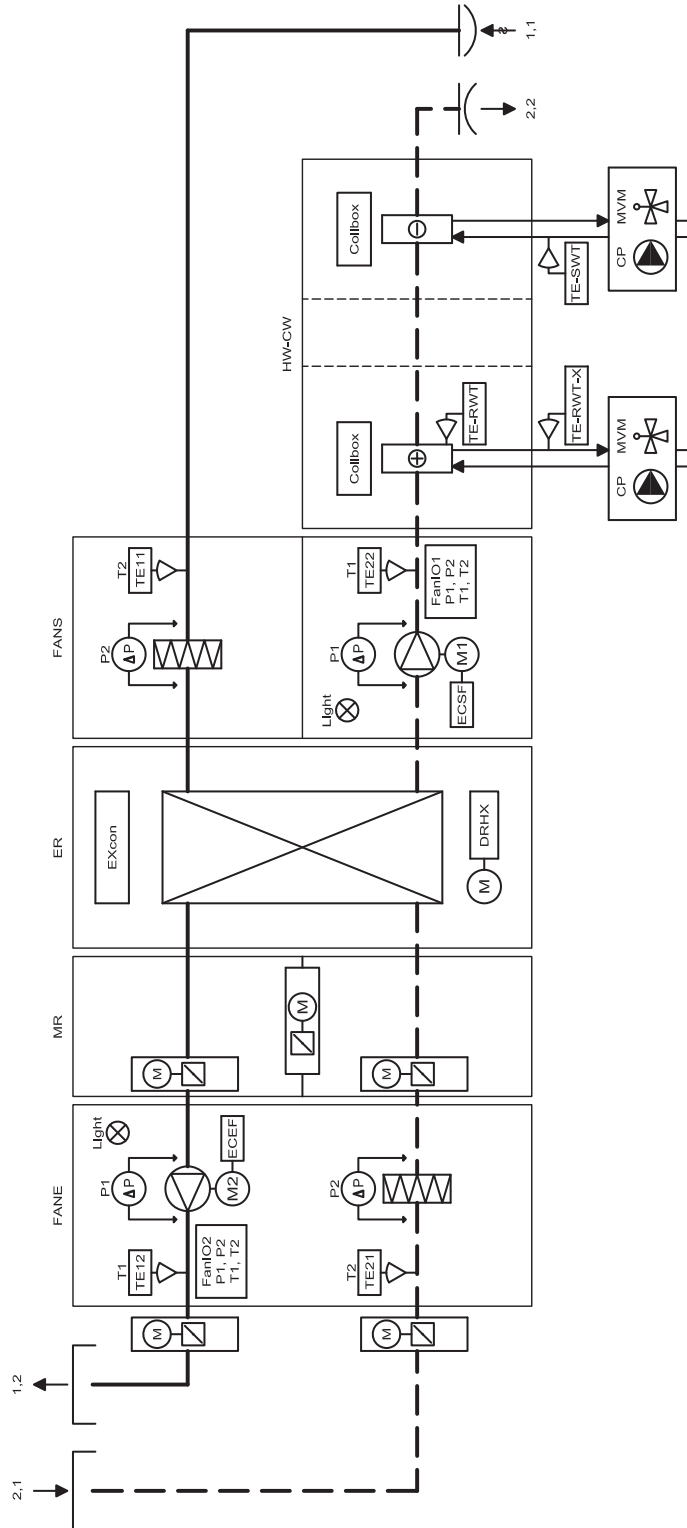 2,1
1,2
FANE
MR
ER
FANS
Light
P1
ΔP
T1
TE12
M2
ECEF
FanIO2
P1, P2
T1, T2
M
M
P2
ΔP
T2
TE21
M
M
M
EXcon
M
DRHX
P2
ΔP
T2
TE11
Light
P1
ΔP
T1
TE22
M1
ECSF
FanIO1
P1, P2
T1, T2
HW-CW
Coilbox
Coilbox
TE-RWT
TE-RWT-X
TE-SWT
CP
MVM
CP
MVM
2,2
1,1